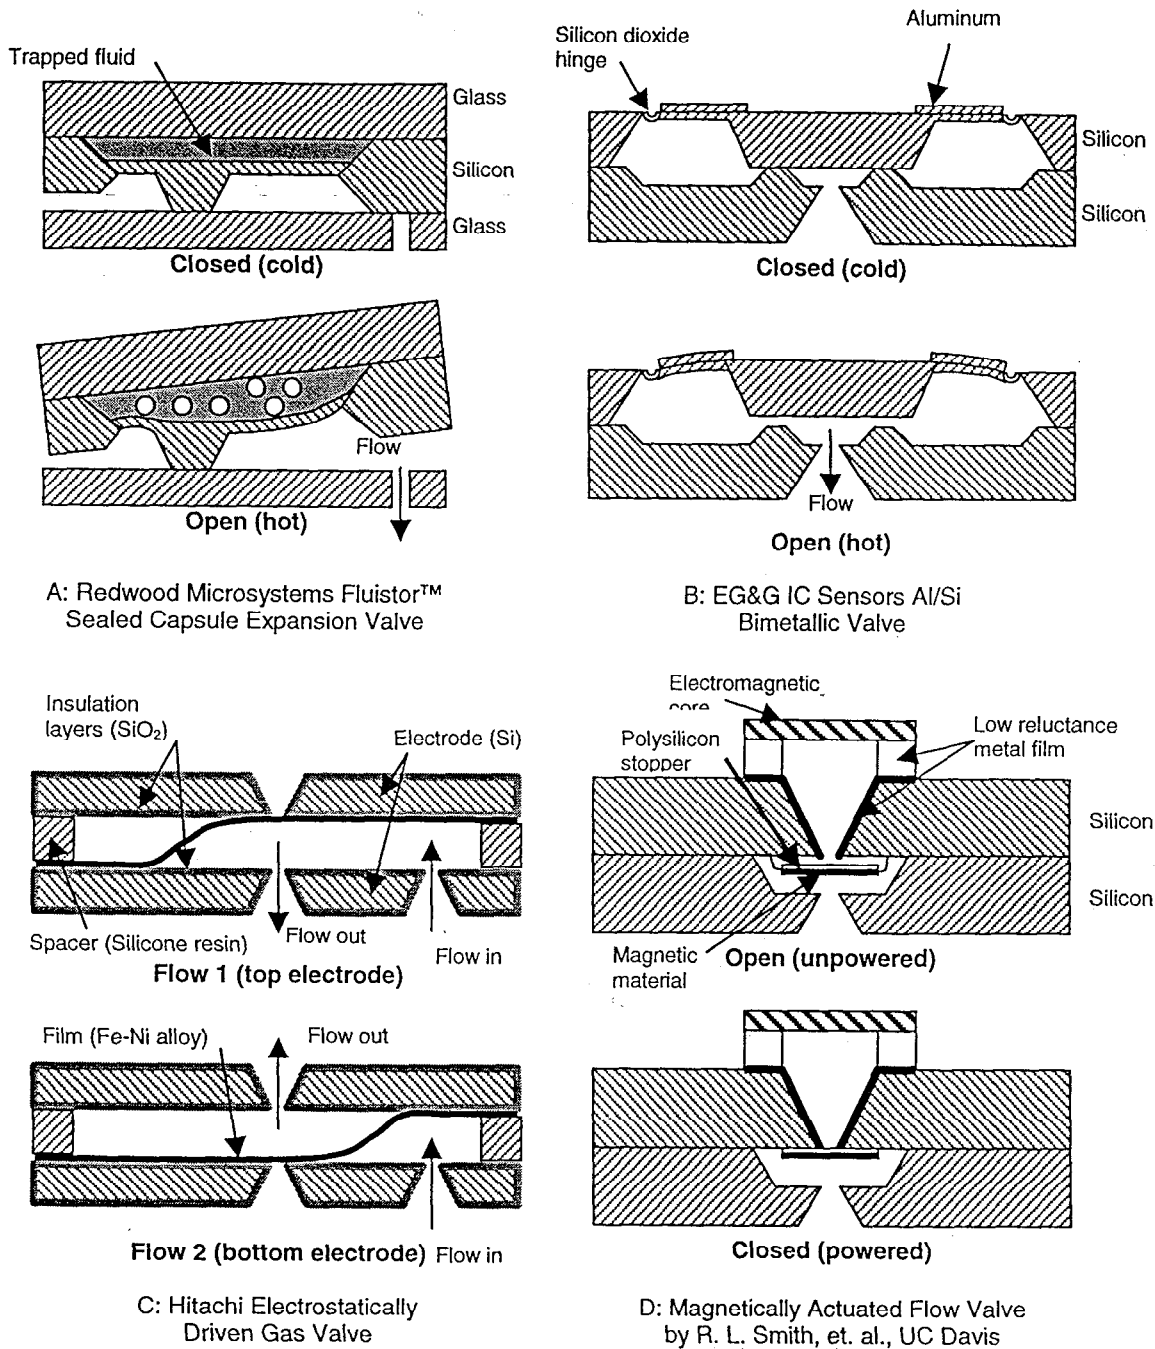 Trapped fluid
Glass
Silicon
Glass
Closed (cold)
Flow
Open (hot)
A: Redwood Microsystems Fluistor™
Sealed Capsule Expansion Valve
Aluminum
Silicon dioxide
hinge
Silicon
Silicon
Closed (cold)
Flow
Open (hot)
B: EG&G IC Sensors Al/Si
Bimetallic Valve
Insulation
layers (SiO₂)
Electrode (Si)
Flow out
Spacer (Silicone resin)
Flow in
Flow 1 (top electrode)
Film (Fe-Ni alloy)
Flow out
Flow 2 (bottom electrode)
Flow in
C: Hitachi Electrostatically
Driven Gas Valve
Electromagnetic
core
Low reluctance
metal film
Polysilicon
stopper
Silicon
Silicon
Magnetic
material
Open (unpowered)
Closed (powered)
D: Magnetically Actuated Flow Valve
by R. L. Smith, et. al., UC Davis